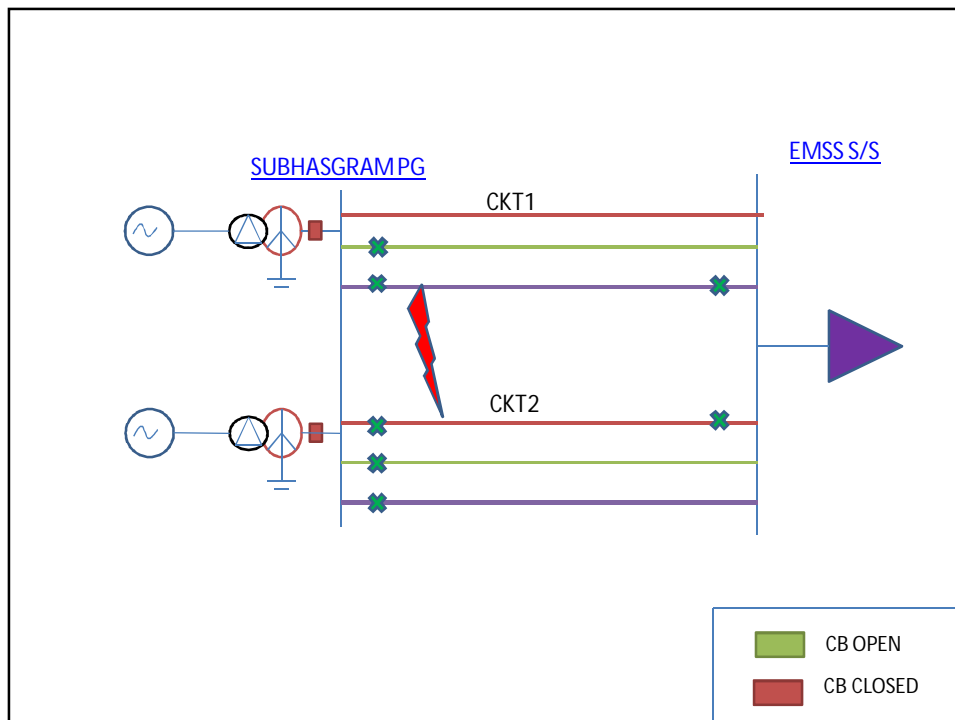 EMSS S/S
SUBHASGRAM PG
CKT1
CKT2
CB OPEN
CB CLOSED